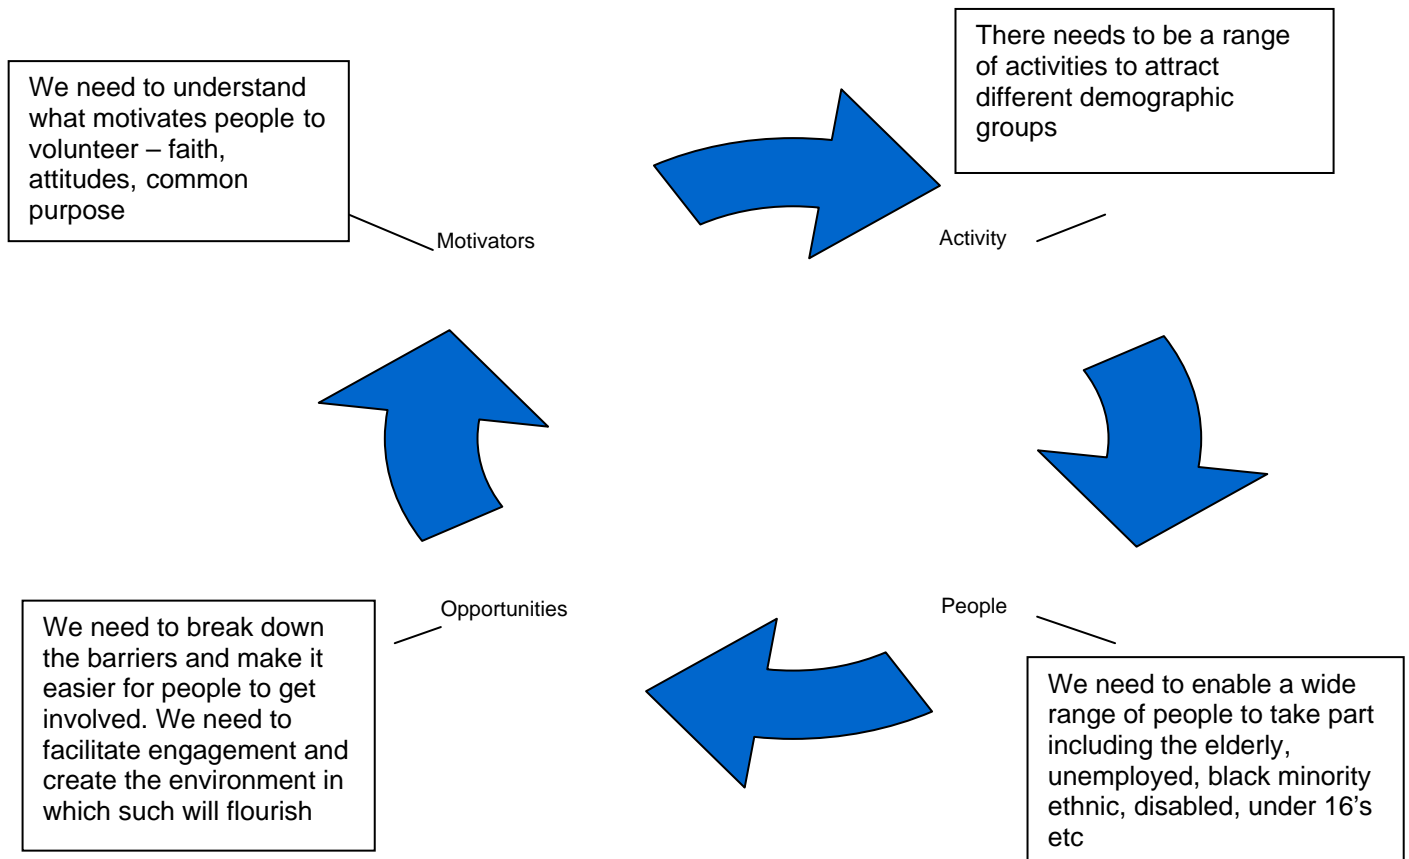 We need to understand
what motivates people to
volunteer – faith,
attitudes, common
purpose
Motivators
There needs to be a range
of activities to attract
different demographic
groups
Activity
Opportunities
We need to break down
the barriers and make it
easier for people to get
involved. We need to
facilitate engagement and
create the environment in
which such will flourish
People
We need to enable a wide
range of people to take part
including the elderly,
unemployed, black minority
ethnic, disabled, under 16's
etc